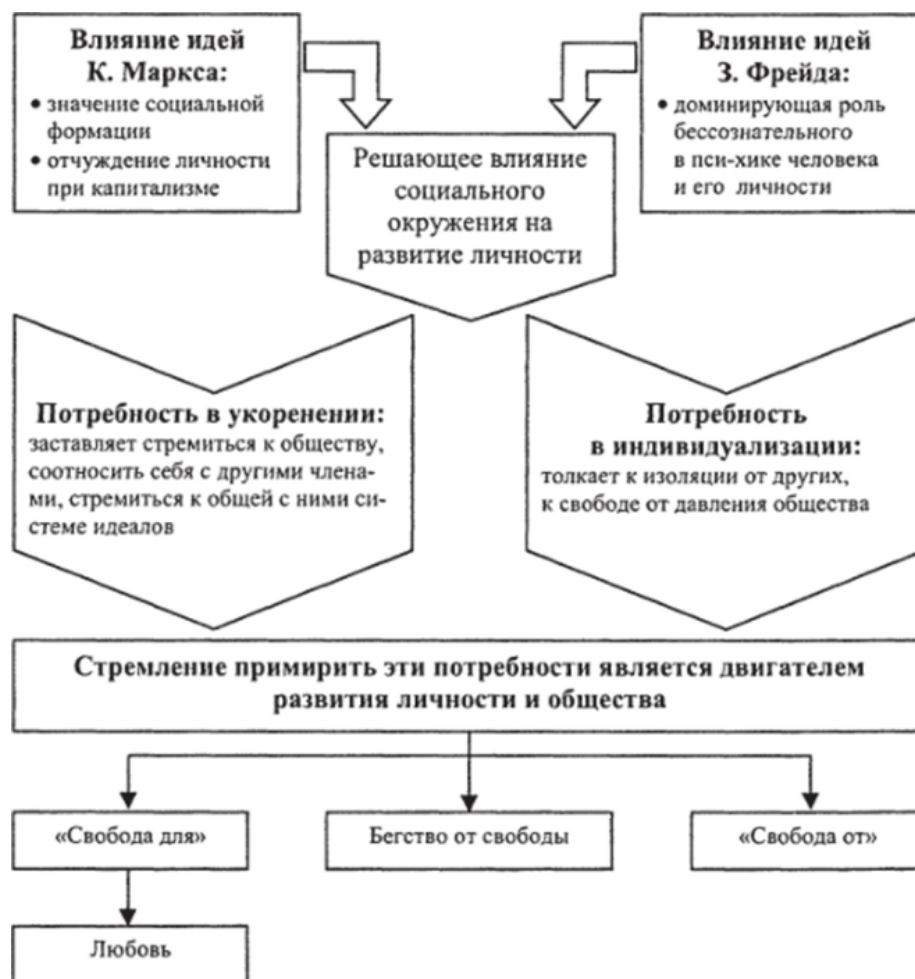 Влияние идей
К. Маркса:
• значение социальной
формации
• отчуждение личности
при капитализме
Влияние идей
З. Фрейда:
• доминирующая роль
бессознательного
в пси-хике человека
и его личности
Решающее влияние
социального
окружения на
развитие личности
Потребность в укоренении:
заставляет стремиться к обществу,
соотносить себя с другими члена-
ми, стремиться к общей с ними си-
стеме идеалов
Потребность
в индивидуализации:
толкает к изоляции от других,
к свободе от давления общества
Стремление примирить эти потребности является двигателем
развития личности и общества
«Свобода для»
Бегство от свободы
«Свобода от»
Любовь